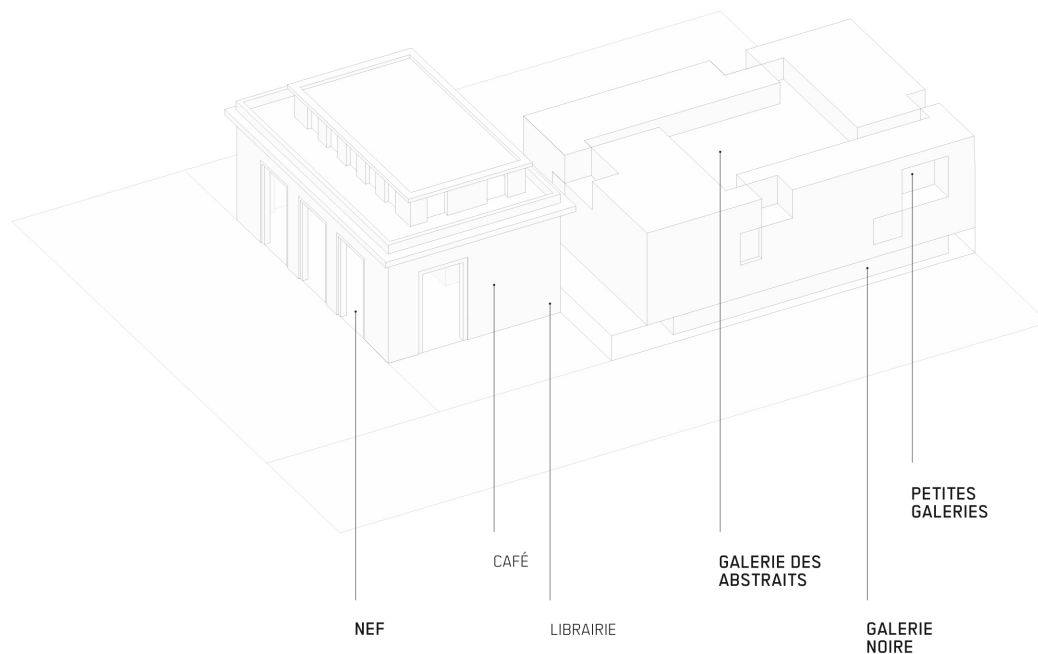 PETITES
GALERIES
CAFÉ
GALERIE DES
ABSTRAITS
NEF
LIBRAIRIE
GALERIE
NOIRE